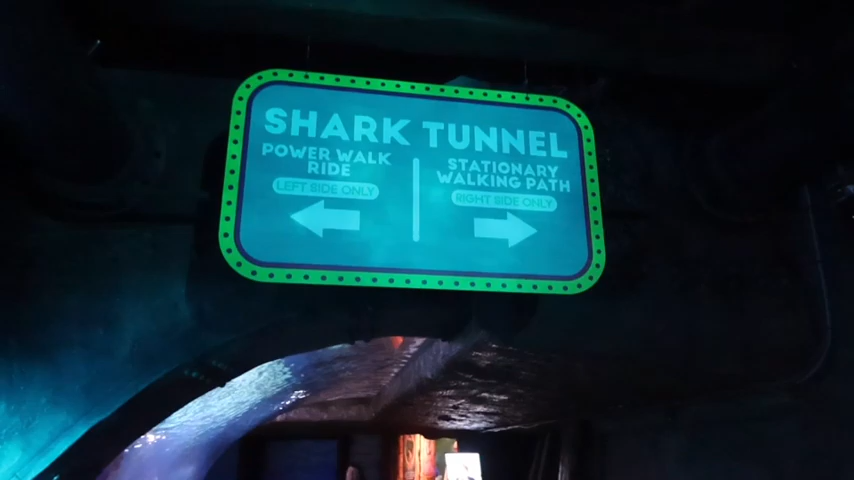 SHARK TUNNEL
POWER WALK
RIDE
LEFT SIDE ONLY
STATIONARY
WALKING PATH
RIGHT SIDE ONLY